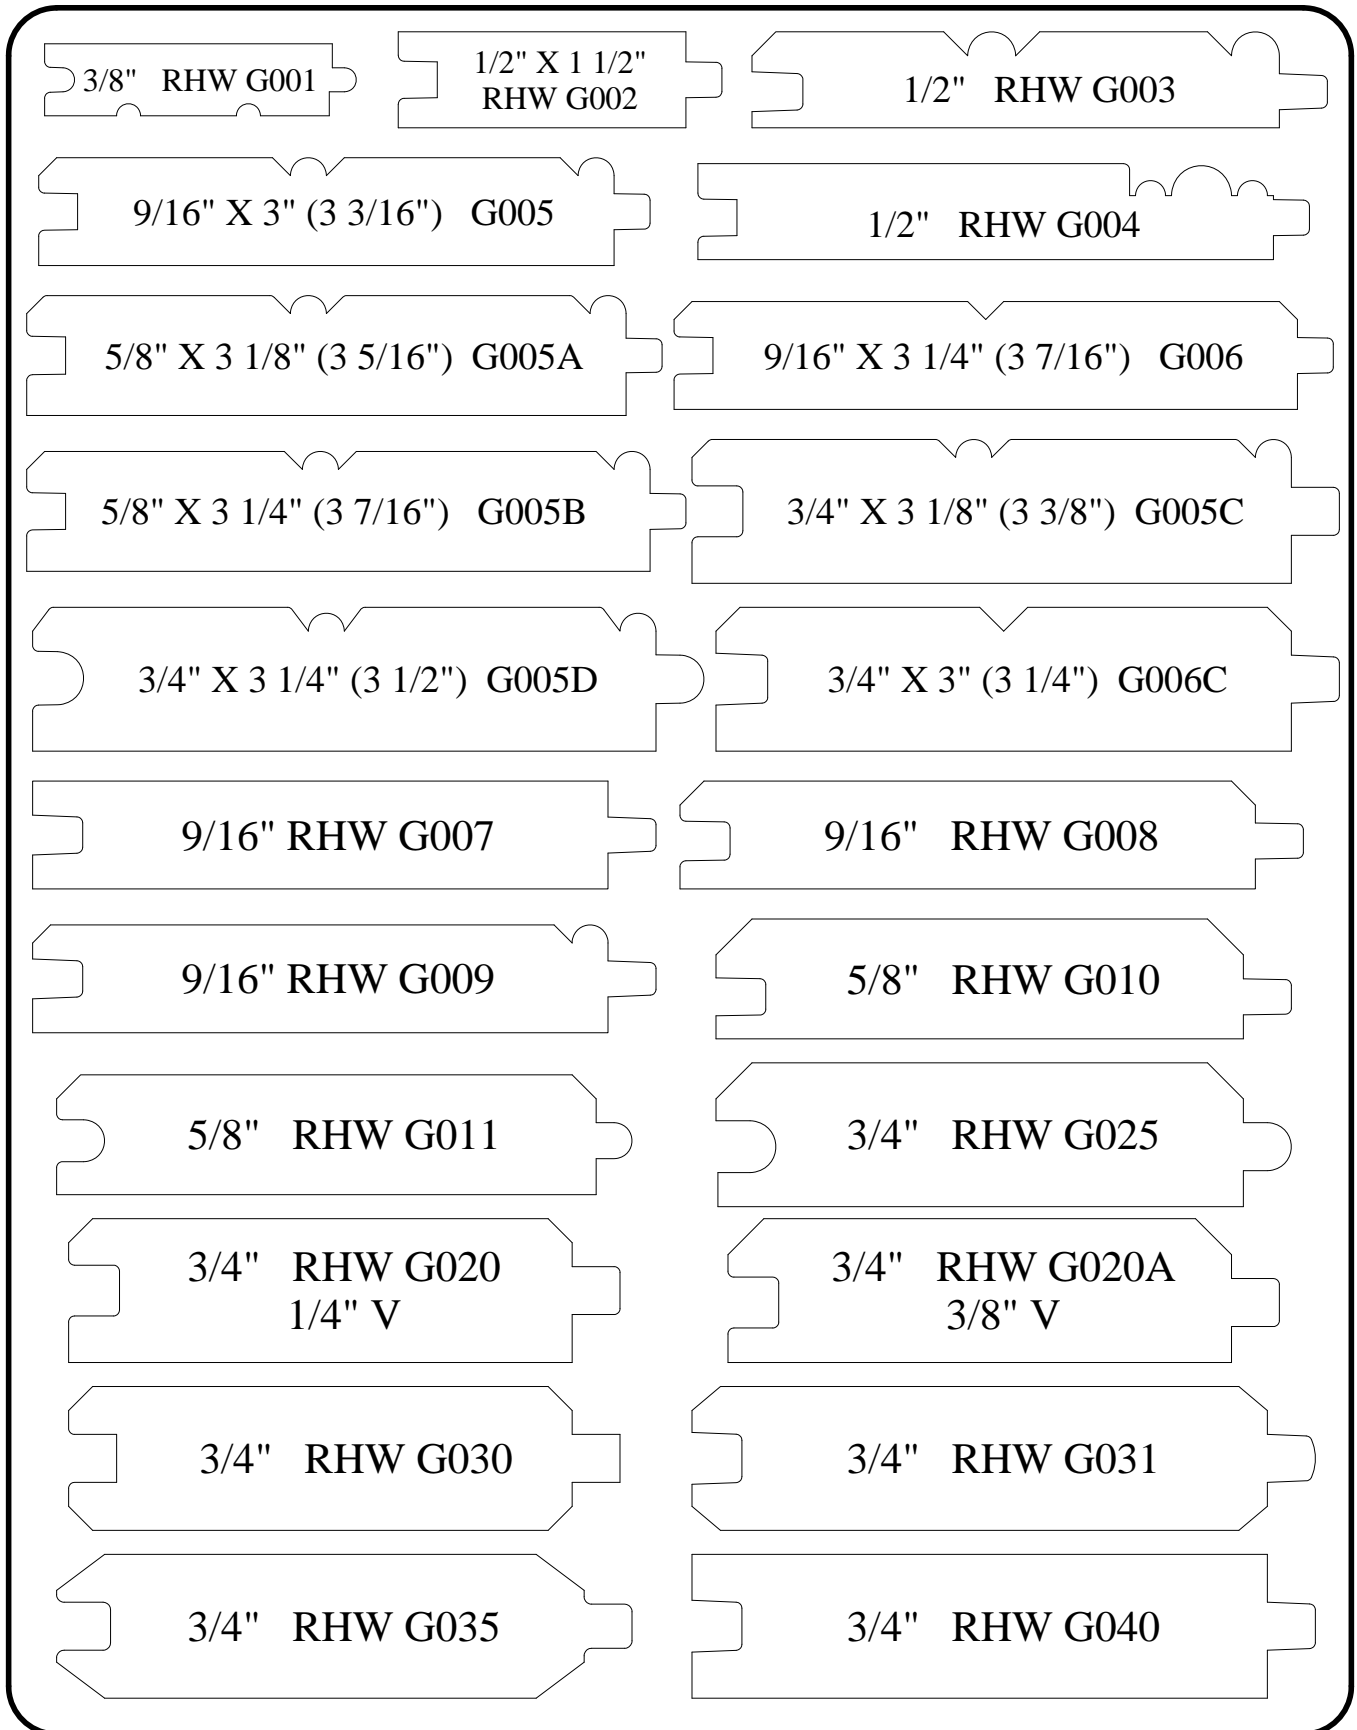 3/8" RHW G001
1/2" X 1 1/2"
RHW G002
1/2" RHW G003
9/16" X 3" (3 3/16") G005
1/2" RHW G004
5/8" X 3 1/8" (3 5/16") G005A
9/16" X 3 1/4" (3 7/16") G006
5/8" X 3 1/4" (3 7/16") G005B
3/4" X 3 1/8" (3 3/8") G005C
3/4" X 3 1/4" (3 1/2") G005D
3/4" X 3" (3 1/4") G006C
9/16" RHW G007
9/16" RHW G008
9/16" RHW G009
5/8" RHW G010
5/8" RHW G011
3/4" RHW G025
3/4" RHW G020
1/4" V
3/4" RHW G020A
3/8" V
3/4" RHW G030
3/4" RHW G031
3/4" RHW G035
3/4" RHW G040